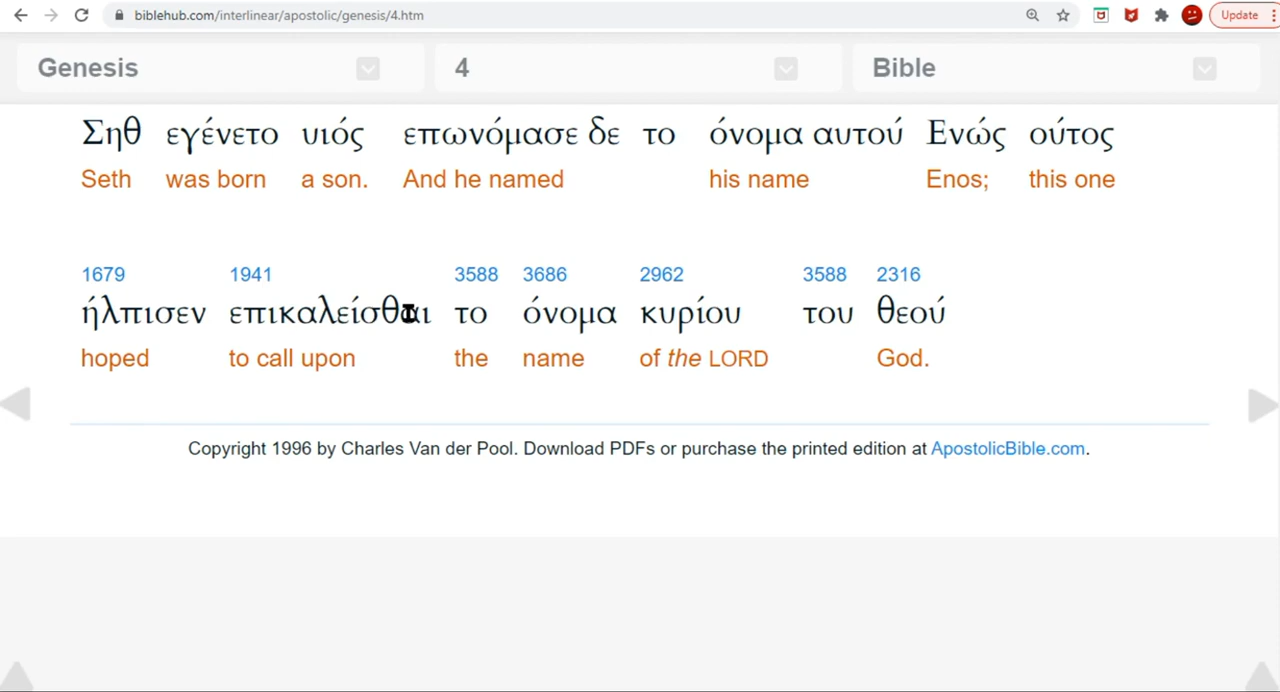 biblehub.com/interlinear/apostolic/genesis/4.htm Update
Genesis 4 Bible
Σηθ εγένετο υιός επωνόμασε δε το όνομα αυτού Ενώς ούτος
Seth was born a son. And he named his name Enos; this one
1679 1941 3588 3686 2962 3588 2316
ήλπισεν επικαλείσθαι το όνομα κυρίου του θεού
hoped to call upon the name of the LORD God.
Copyright 1996 by Charles Van der Pool. Download PDFs or purchase the printed edition at ApostolicBible.com.